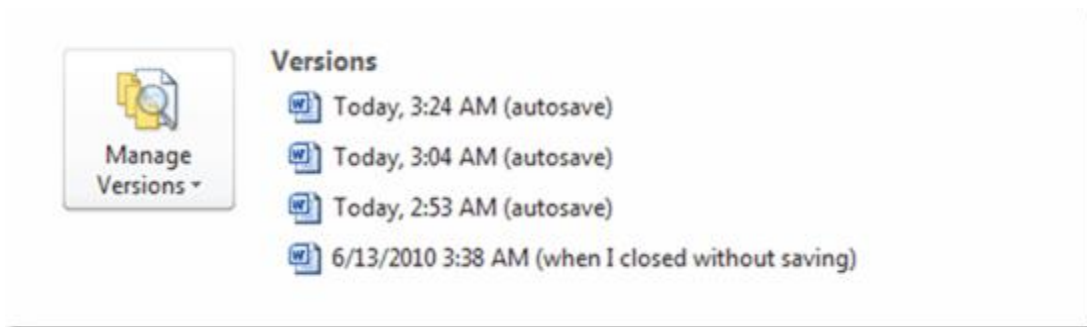 Versions
Today, 3:24 AM (autosave)
Today, 3:04 AM (autosave)
Today, 2:53 AM (autosave)
6/13/2010 3:38 AM (when I closed without saving)
Manage
Versions